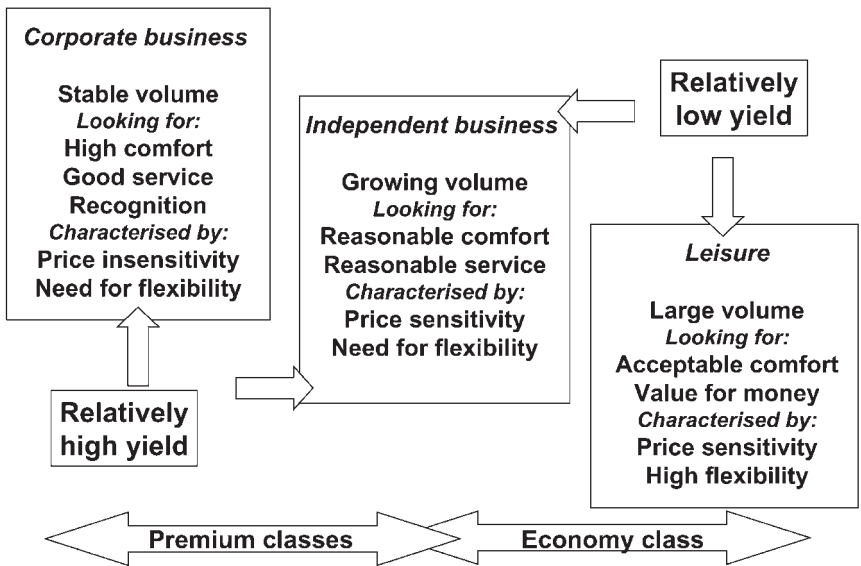 Corporate business
Stable volume
Looking for:
High comfort
Good service
Recognition
Characterised by:
Price insensitivity
Need for flexibility
Relatively
high yield
Independent business
Growing volume
Looking for:
Reasonable comfort
Reasonable service
Characterised by:
Price sensitivity
Need for flexibility
Relatively
low yield
Leisure
Large volume
Looking for:
Acceptable comfort
Value for money
Characterised by:
Price sensitivity
High flexibility
Premium classes
Economy class